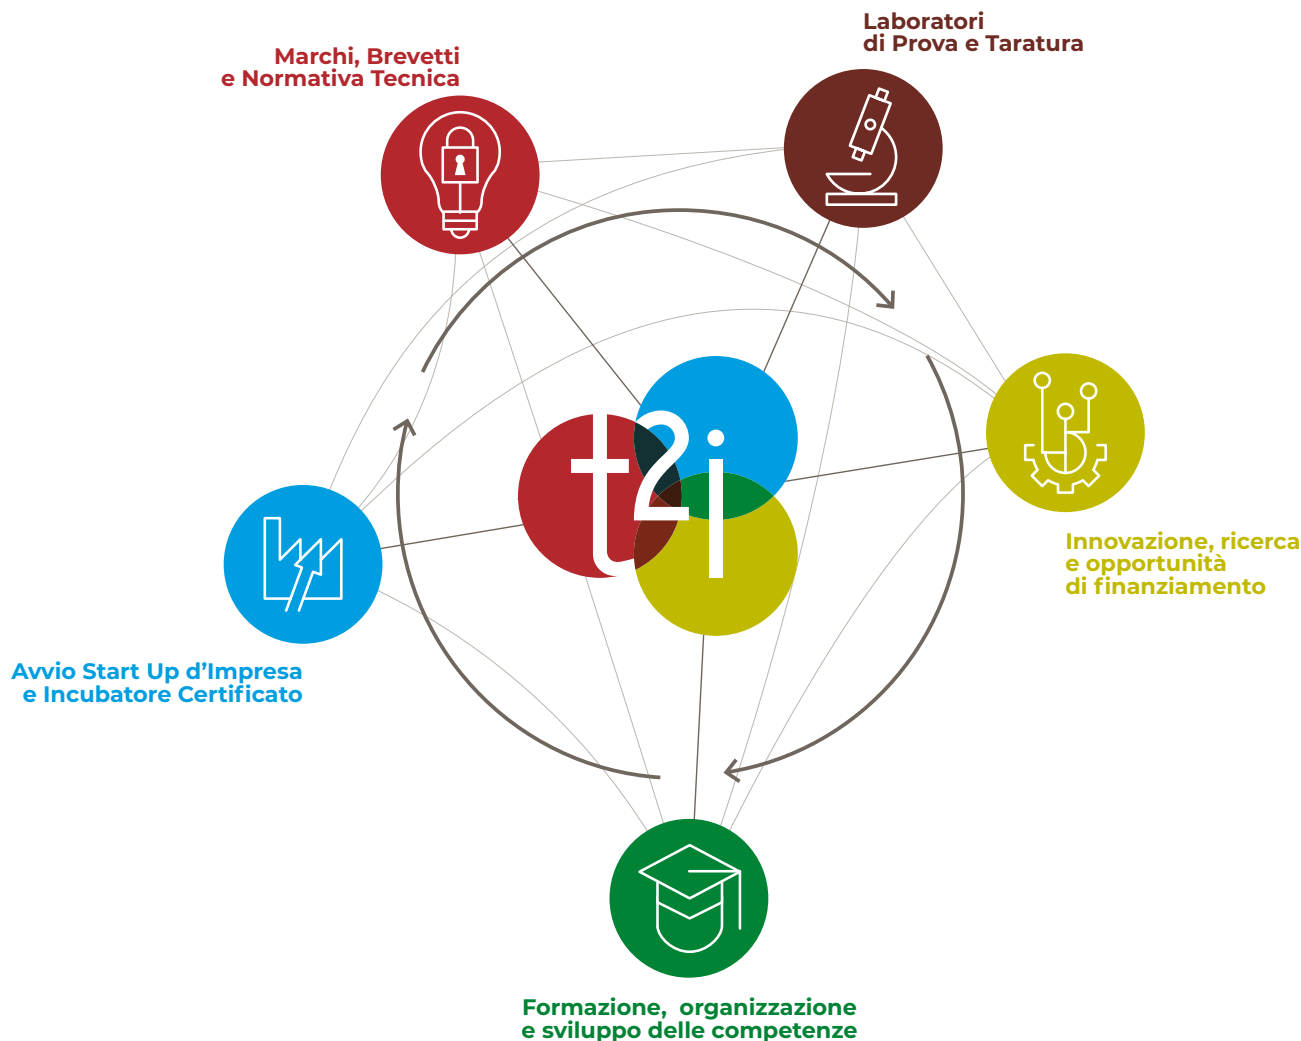 Laboratori
di Prova e Taratura
Marchi, Brevetti
e Normativa Tecnica
t2i
Innovazione, ricerca
e opportunità
di finanziamento
Avvio Start Up d’Impresa
e Incubatore Certificato
Formazione, organizzazione
e sviluppo delle competenze